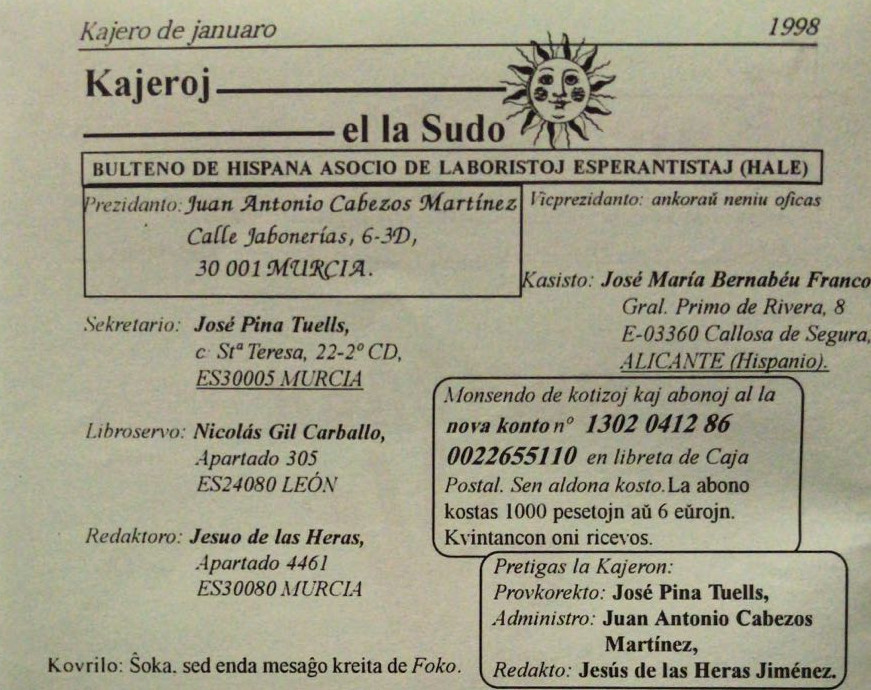 Kajero de januaro 1998
Kajeroj
el la Sudo
BULTENO DE HISPANA ASOCIO DE LABORISTOJ ESPERANTISTAJ (HALE)
Prezidanto: Juan Antonio Cabezos Martínez
Calle Jabonerías, 6-3D,
30 001 MURCIA.
Vicprezidanto: ankoraŭ neniu oficas
Kasisto: José María Bernabéu Franco
Gral. Primo de Rivera, 8
E-03360 Callosa de Segura,
ALICANTE (Hispanio).
Sekretario: José Pina Tuells,
c Stª Teresa, 22-2º CD,
ES30005 MURCIA
Libroservo: Nicolás Gil Carballo,
Apartado 305
ES24080 LEÓN
Redaktoro: Jesuo de las Heras,
Apartado 4461
ES30080 MURCIA
Monsendo de kotizoj kaj abonoj al la
nova konto nº 1302 0412 86
0022655110 en libreta de Caja
Postal. Sen aldona kosto. La abono
kostas 1000 pesetojn aŭ 6 eŭrojn.
Kvintancon oni ricevos.
Pretigas la Kajeron:
Provkorekto: José Pina Tuells,
Administro: Juan Antonio Cabezos
Martínez,
Redakto: Jesús de las Heras Jiménez.
Kovrilo: Ŝoka. sed enda mesaĝo kreita de Foko.